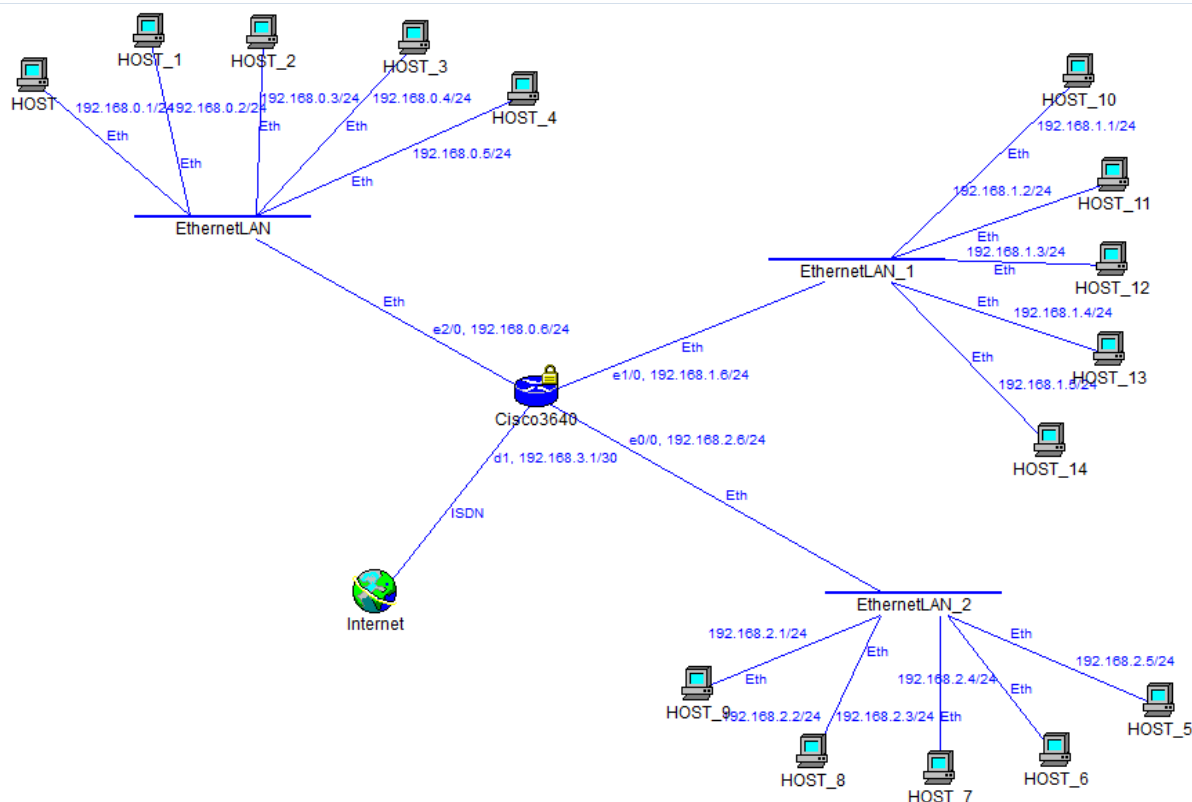 HOST
HOST_1
HOST_2
HOST_3
HOST_4
192.168.0.1/24
192.168.0.2/24
192.168.0.3/24
192.168.0.4/24
192.168.0.5/24
Eth
Eth
Eth
Eth
Eth
EthernetLAN
Eth
e2/0, 192.168.0.6/24
HOST_10
192.168.1.1/24
Eth
HOST_11
192.168.1.2/24
Eth
192.168.1.3/24
Eth
HOST_12
EthernetLAN_1
Eth
192.168.1.4/24
HOST_13
Eth
192.168.1.5/24
HOST_14
Eth
e1/0, 192.168.1.6/24
Cisco3640
d1, 192.168.3.1/30
ISDN
Internet
e0/0, 192.168.2.6/24
Eth
EthernetLAN_2
192.168.2.1/24
Eth
HOST_9
Eth
192.168.2.2/24
HOST_8
192.168.2.3/24
Eth
HOST_7
192.168.2.4/24
Eth
HOST_6
Eth
192.168.2.5/24
HOST_5